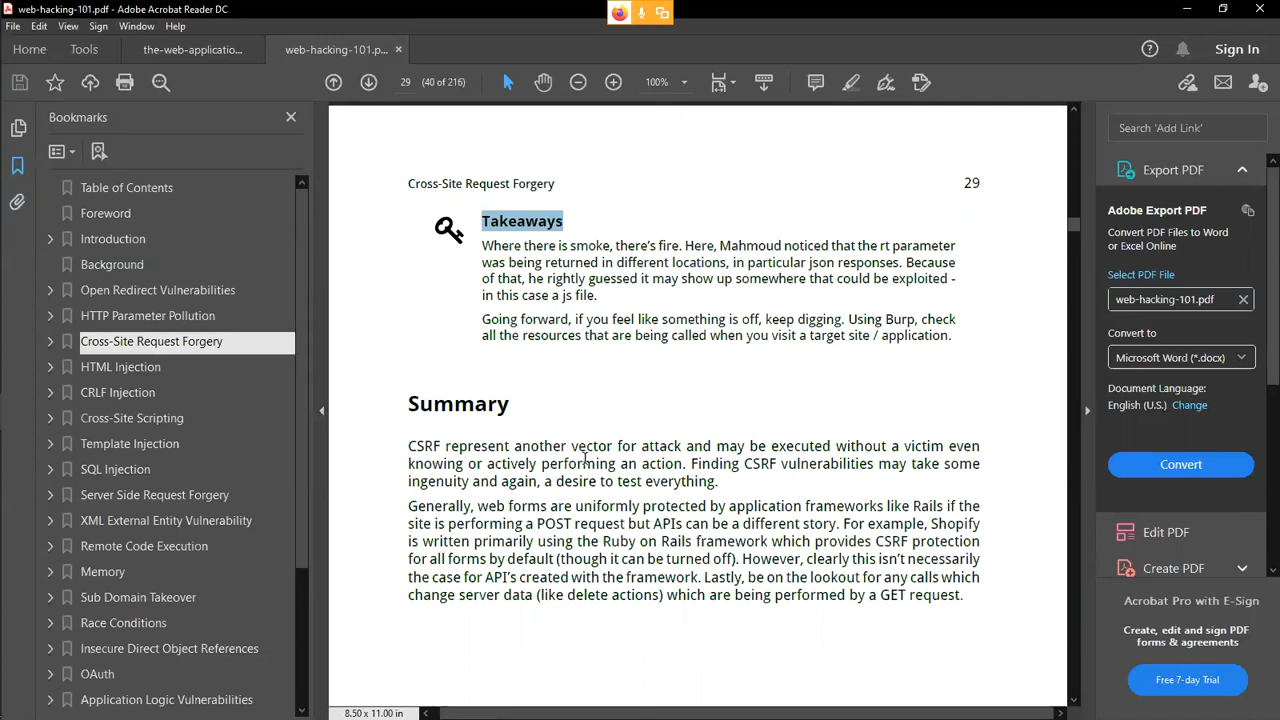 web-hacking-101.pdf - Adobe Acrobat Reader DC
File Edit View Sign Window Help
Home Tools the-web-applicatio... web-hacking-101.p... × Sign In
29 (40 of 216) 100%
Bookmarks
Table of Contents
Foreword
Introduction
Background
Open Redirect Vulnerabilities
HTTP Parameter Pollution
Cross-Site Request Forgery
HTML Injection
CRLF Injection
Cross-Site Scripting
Template Injection
SQL Injection
Server Side Request Forgery
XML External Entity Vulnerability
Remote Code Execution
Memory
Sub Domain Takeover
Race Conditions
Insecure Direct Object References
OAuth
Application Logic Vulnerabilities
Cross-Site Request Forgery 29
Takeaways
Where there is smoke, there's fire. Here, Mahmoud noticed that the rt parameter
was being returned in different locations, in particular json responses. Because
of that, he rightly guessed it may show up somewhere that could be exploited -
in this case a js file.
Going forward, if you feel like something is off, keep digging. Using Burp, check
all the resources that are being called when you visit a target site / application.
Summary
CSRF represent another vector for attack and may be executed without a victim even
knowing or actively performing an action. Finding CSRF vulnerabilities may take some
ingenuity and again, a desire to test everything.
Generally, web forms are uniformly protected by application frameworks like Rails if the
site is performing a POST request but APIs can be a different story. For example, Shopify
is written primarily using the Ruby on Rails framework which provides CSRF protection
for all forms by default (though it can be turned off). However, clearly this isn't necessarily
the case for API's created with the framework. Lastly, be on the lookout for any calls which
change server data (like delete actions) which are being performed by a GET request.
8.50 x 11.00 in
Search 'Add Link'
Export PDF
Adobe Export PDF
Convert PDF Files to Word
or Excel Online
Select PDF File
web-hacking-101.pdf
Convert to
Microsoft Word (*.docx)
Document Language:
English (U.S.) Change
Convert
Edit PDF
Create PDF
Acrobat Pro with E-Sign
Create, edit and sign PDF
forms & agreements
Free 7-day Trial